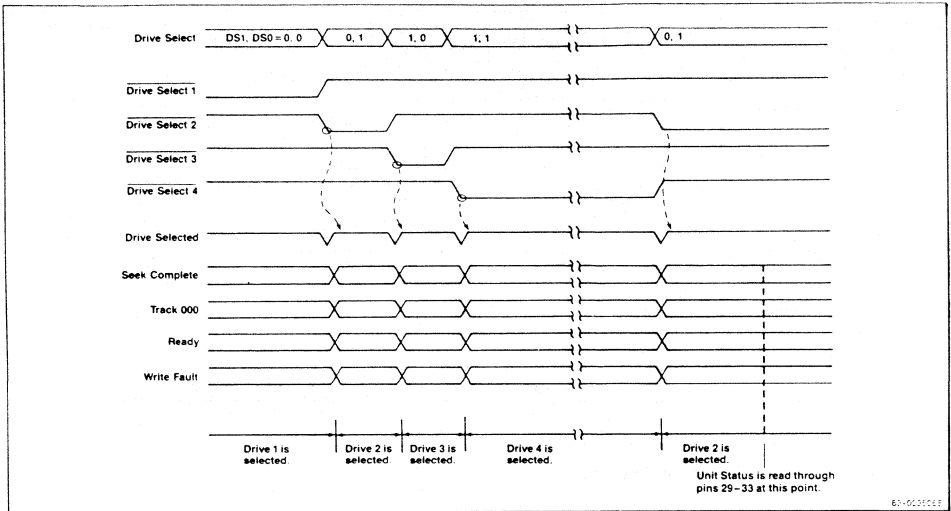 Drive Select DS1, DS0 = 0, 0 0, 1 1, 0 1, 1 0, 1
Drive Select 1
Drive Select 2
Drive Select 3
Drive Select 4
Drive Selected
Seek Complete
Track 000
Ready
Write Fault
Drive 1 is
selected.
Drive 2 is
selected.
Drive 3 is
selected.
Drive 4 is
selected.
Drive 2 is
selected.
Unit Status is read through
pins 29–33 at this point.